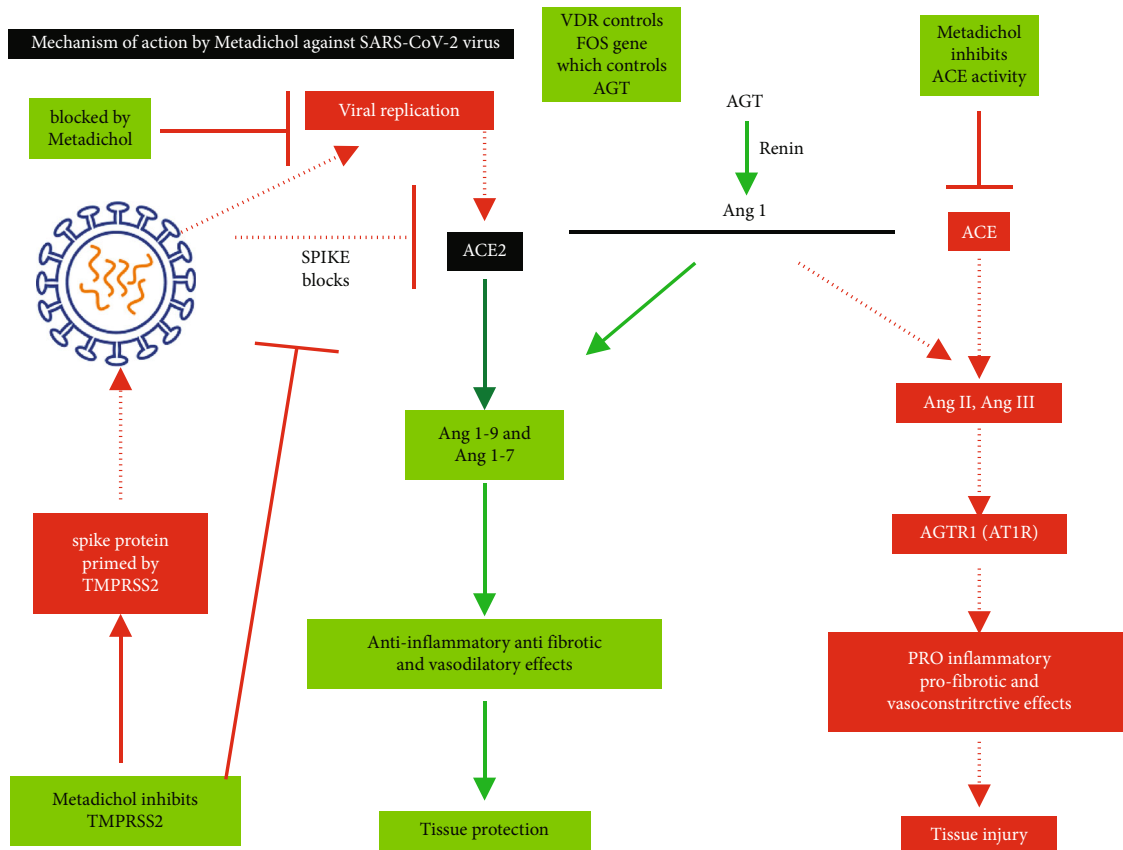 Mechanism of action by Metadichol against SARS-CoV-2 virus
VDR controls
FOS gene
which controls
AGT
Metadichol
inhibits
ACE activity
blocked by
Metadichol
Viral replication
AGT
Renin
Ang 1
SPIKE
blocks
ACE2
ACE
Ang 1-9 and
Ang 1-7
Ang II, Ang III
spike protein
primed by
TMPRSS2
AGTR1 (AT1R)
Anti-inflammatory anti fibrotic
and vasodilatory effects
PRO inflammatory
pro-fibrotic and
vasoconstritrctive effects
Metadichol inhibits
TMPRSS2
Tissue protection
Tissue injury